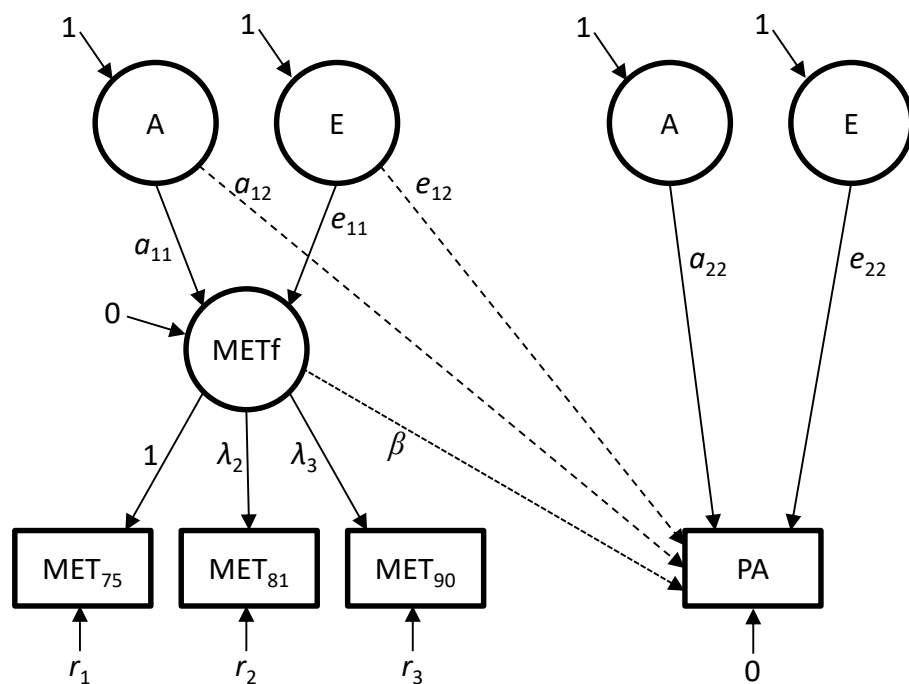 1 1 1 1
A E A E
a₁₂ e₁₂
a₁₁ e₁₁ a₂₂ e₂₂
0
METf
1 λ₂ λ₃ β
MET₇₅ MET₈₁ MET₉₀ PA
r₁ r₂ r₃ 0